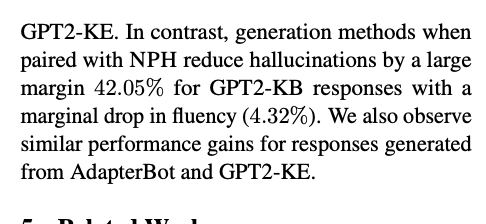 GPT2-KE. In contrast, generation methods when
paired with NPH reduce hallucinations by a large
margin 42.05% for GPT2-KB responses with a
marginal drop in fluency (4.32%). We also observe
similar performance gains for responses generated
from AdapterBot and GPT2-KE.